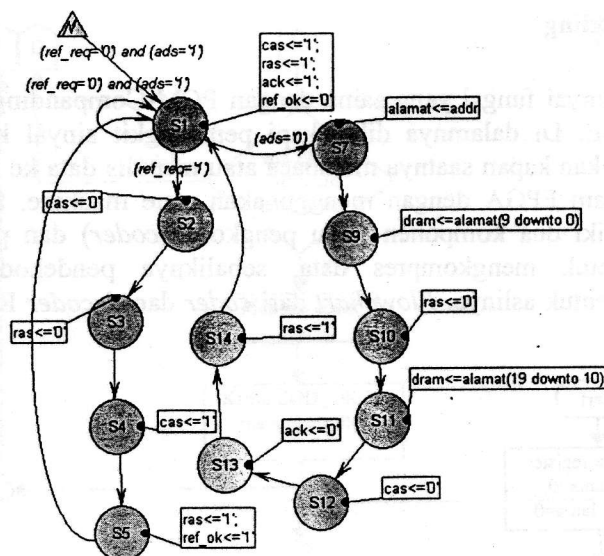 (ref_req='0') and (ads='1')
(ref_req='0') and (ads='1')
cas<='1';
ras<='1';
ack<='1';
ref_ok<='0'
S1
(ads='0')
alamat<=addr
S7
(ref_req='1')
cas<='0'
S2
dram<=alamat(9 downto 0)
S9
S3
ras<='0'
S14
ras<='1'
S10
ras<='0'
dram<=alamat(19 downto 10)
S11
S4
cas<='1'
ack<='0'
S13
S12
cas<='0'
S5
ras<='1';
ref_ok<='1'